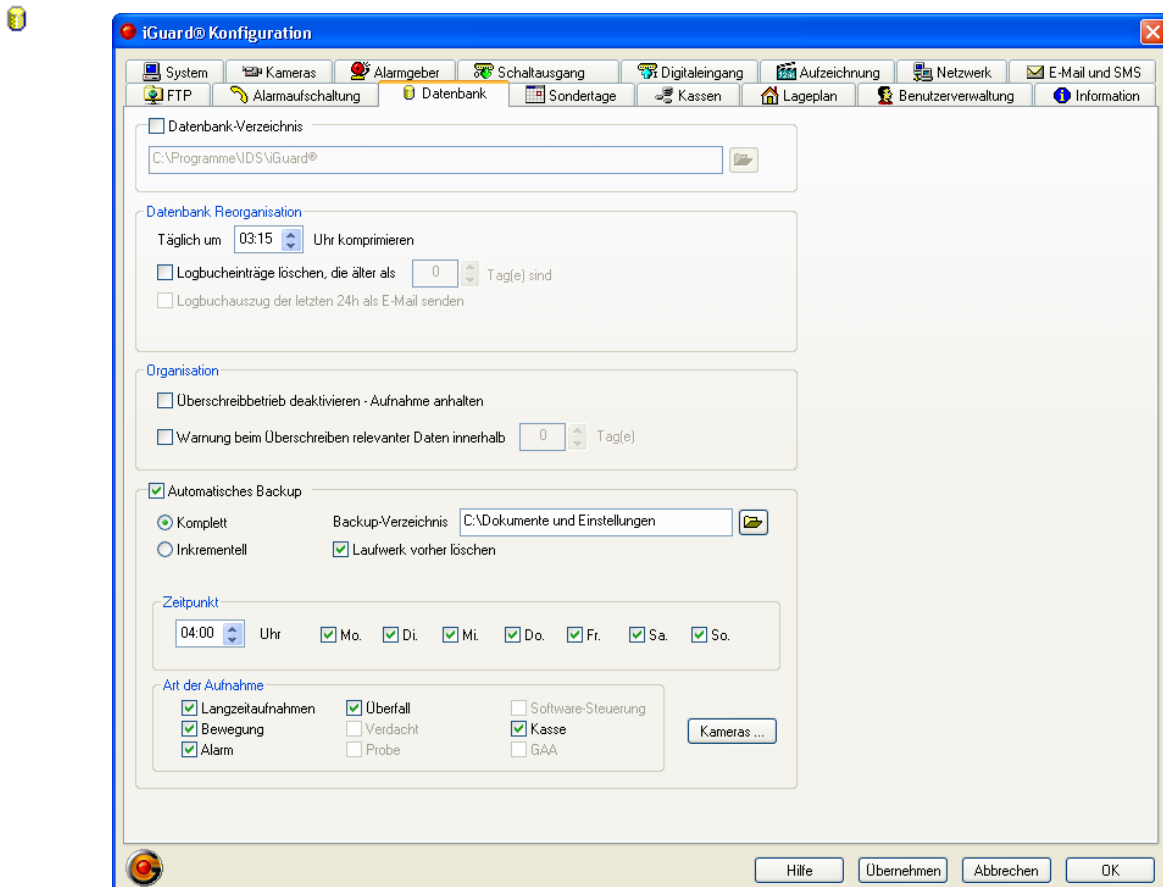 iGuard® Konfiguration
System Kameras Alarmgeber Schaltausgang Digitaleingang Aufzeichnung Netzwerk E-Mail und SMS
FTP Alarmaufschaltung Datenbank Sondertage Kassen Lageplan Benutzerverwaltung Information
Datenbank-Verzeichnis
C:\Programme\IDS\iGuard®
Datenbank Reorganisation
Täglich um 03:15 Uhr komprimieren
Logbucheinträge löschen, die älter als 0 Tag(e) sind
Logbuchauszug der letzten 24h als E-Mail senden
Organisation
Überschreibbetrieb deaktivieren - Aufnahme anhalten
Warnung beim Überschreiben relevanter Daten innerhalb 0 Tag(e)
Automatisches Backup
Komplett Backup-Verzeichnis C:\Dokumente und Einstellungen
Inkrementell Laufwerk vorher löschen
Zeitpunkt
04:00 Uhr Mo. Di. Mi. Do. Fr. Sa. So.
Art der Aufnahme
Langzeitaufnahmen Überfall Software-Steuerung
Bewegung Verdacht Kasse Kameras ...
Alarm Probe GAA
Hilfe Übernehmen Abbrechen OK